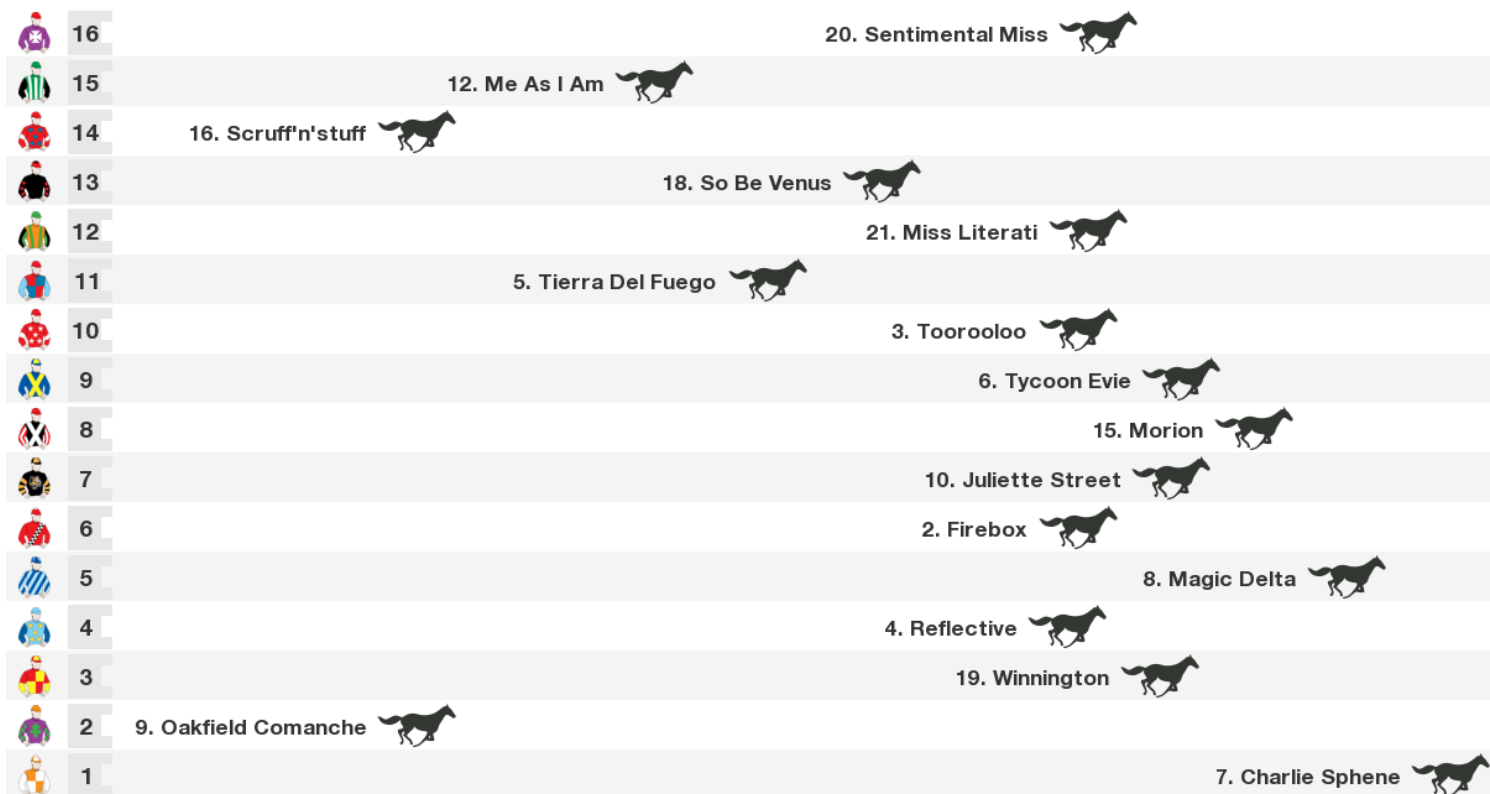 16 20. Sentimental Miss
15 12. Me As I Am
14 16. Scruff'n'stuff
13 18. So Be Venus
12 21. Miss Literati
11 5. Tierra Del Fuego
10 3. Toorooloo
9 6. Tycoon Evie
8 15. Morion
7 10. Juliette Street
6 2. Firebox
5 8. Magic Delta
4 4. Reflective
3 19. Winnington
2 9. Oakfield Comanche
1 7. Charlie Sphene